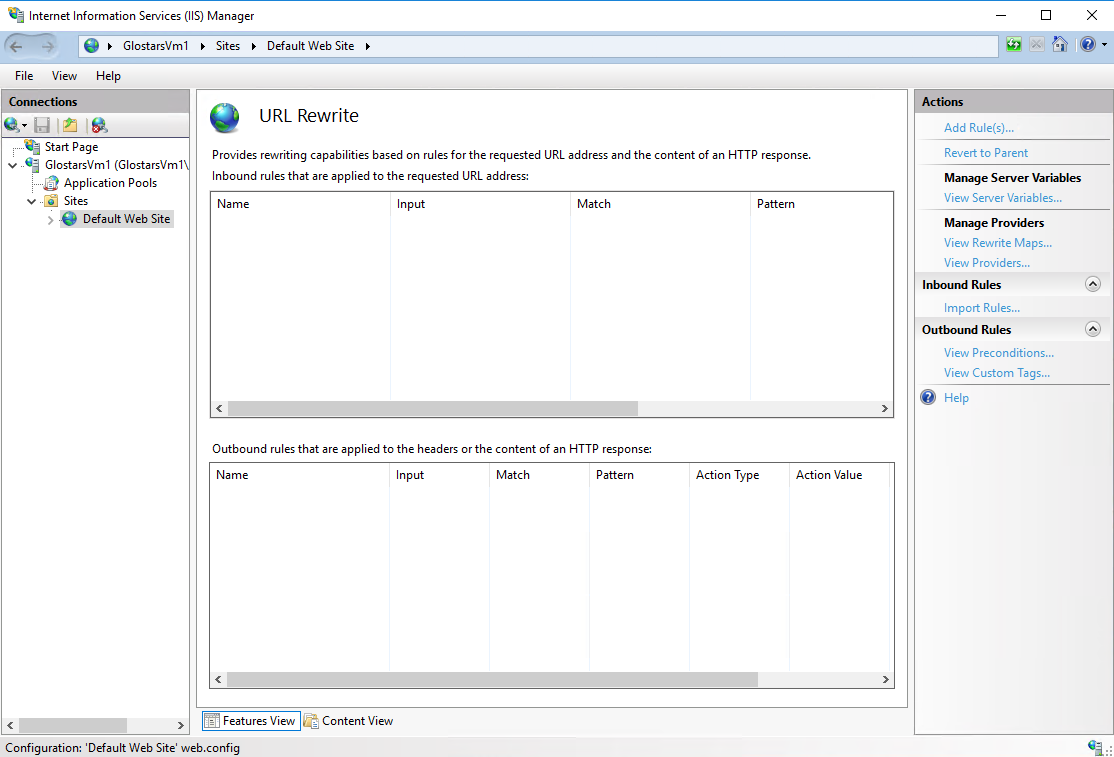 Internet Information Services (IIS) Manager
GlostarsVm1 Sites Default Web Site
File View Help
Connections
Start Page
GlostarsVm1 (GlostarsVm1\
Application Pools
Sites
Default Web Site
URL Rewrite
Provides rewriting capabilities based on rules for the requested URL address and the content of an HTTP response.
Inbound rules that are applied to the requested URL address:
Name Input Match Pattern
Outbound rules that are applied to the headers or the content of an HTTP response:
Name Input Match Pattern Action Type Action Value
Features View Content View
Actions
Add Rule(s)...
Revert to Parent
Manage Server Variables
View Server Variables...
Manage Providers
View Rewrite Maps...
View Providers...
Inbound Rules
Import Rules...
Outbound Rules
View Preconditions...
View Custom Tags...
Help
Configuration: 'Default Web Site' web.config